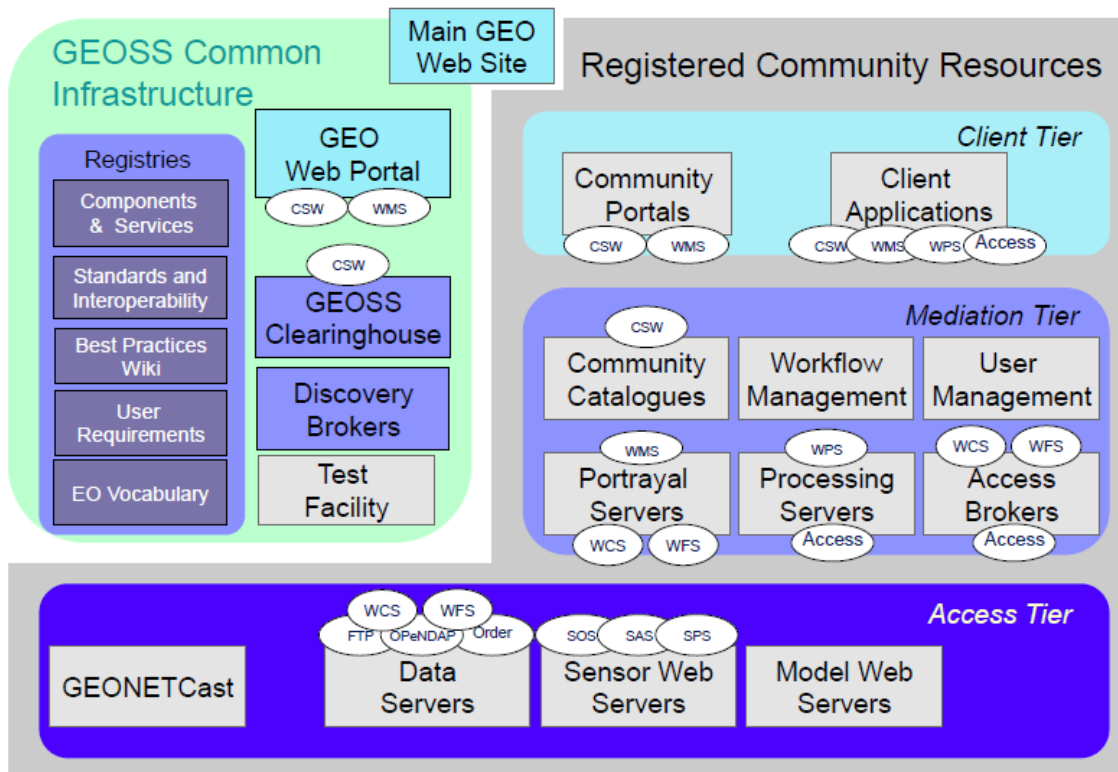 GEOSS Common
Infrastructure
Main GEO
Web Site
Registered Community Resources
Registries
Components
& Services
Standards and
Interoperability
Best Practices
Wiki
User
Requirements
EO Vocabulary
GEO
Web Portal
CSW
WMS
CSW
GEOSS
Clearinghouse
Discovery
Brokers
Test
Facility
Client Tier
Community
Portals
CSW
WMS
Client
Applications
CSW
WMS
WPS
Access
Mediation Tier
CSW
Community
Catalogues
Workflow
Management
User
Management
WMS
Portrayal
Servers
WCS
WFS
WPS
Processing
Servers
Access
WCS
WFS
Access
Brokers
Access
Access Tier
GEONETCast
WCS
WFS
FTP
OPeNDAP
Order
Data
Servers
SOS
SAS
SPS
Sensor Web
Servers
Model Web
Servers